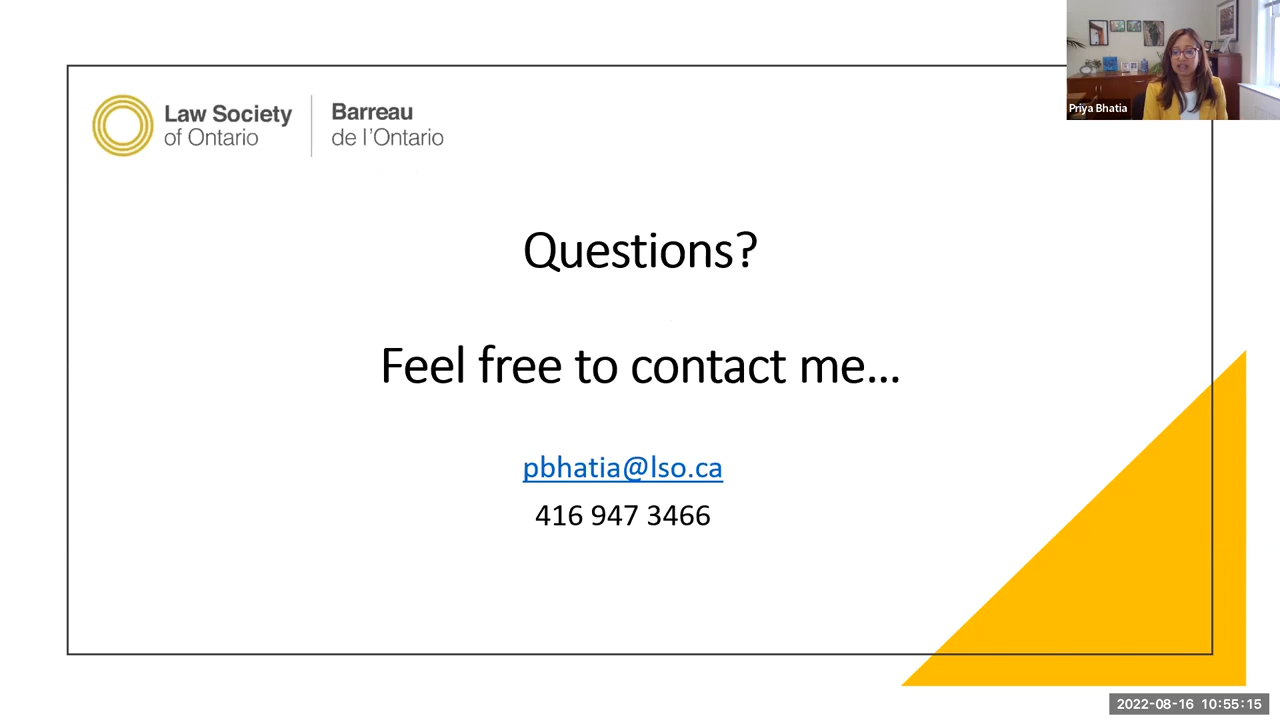 Priya Bhatia
Law Society
of Ontario
Barreau
de l'Ontario
Questions?
Feel free to contact me...
pbhatia@lso.ca
416 947 3466
2022-08-16 10:55:15